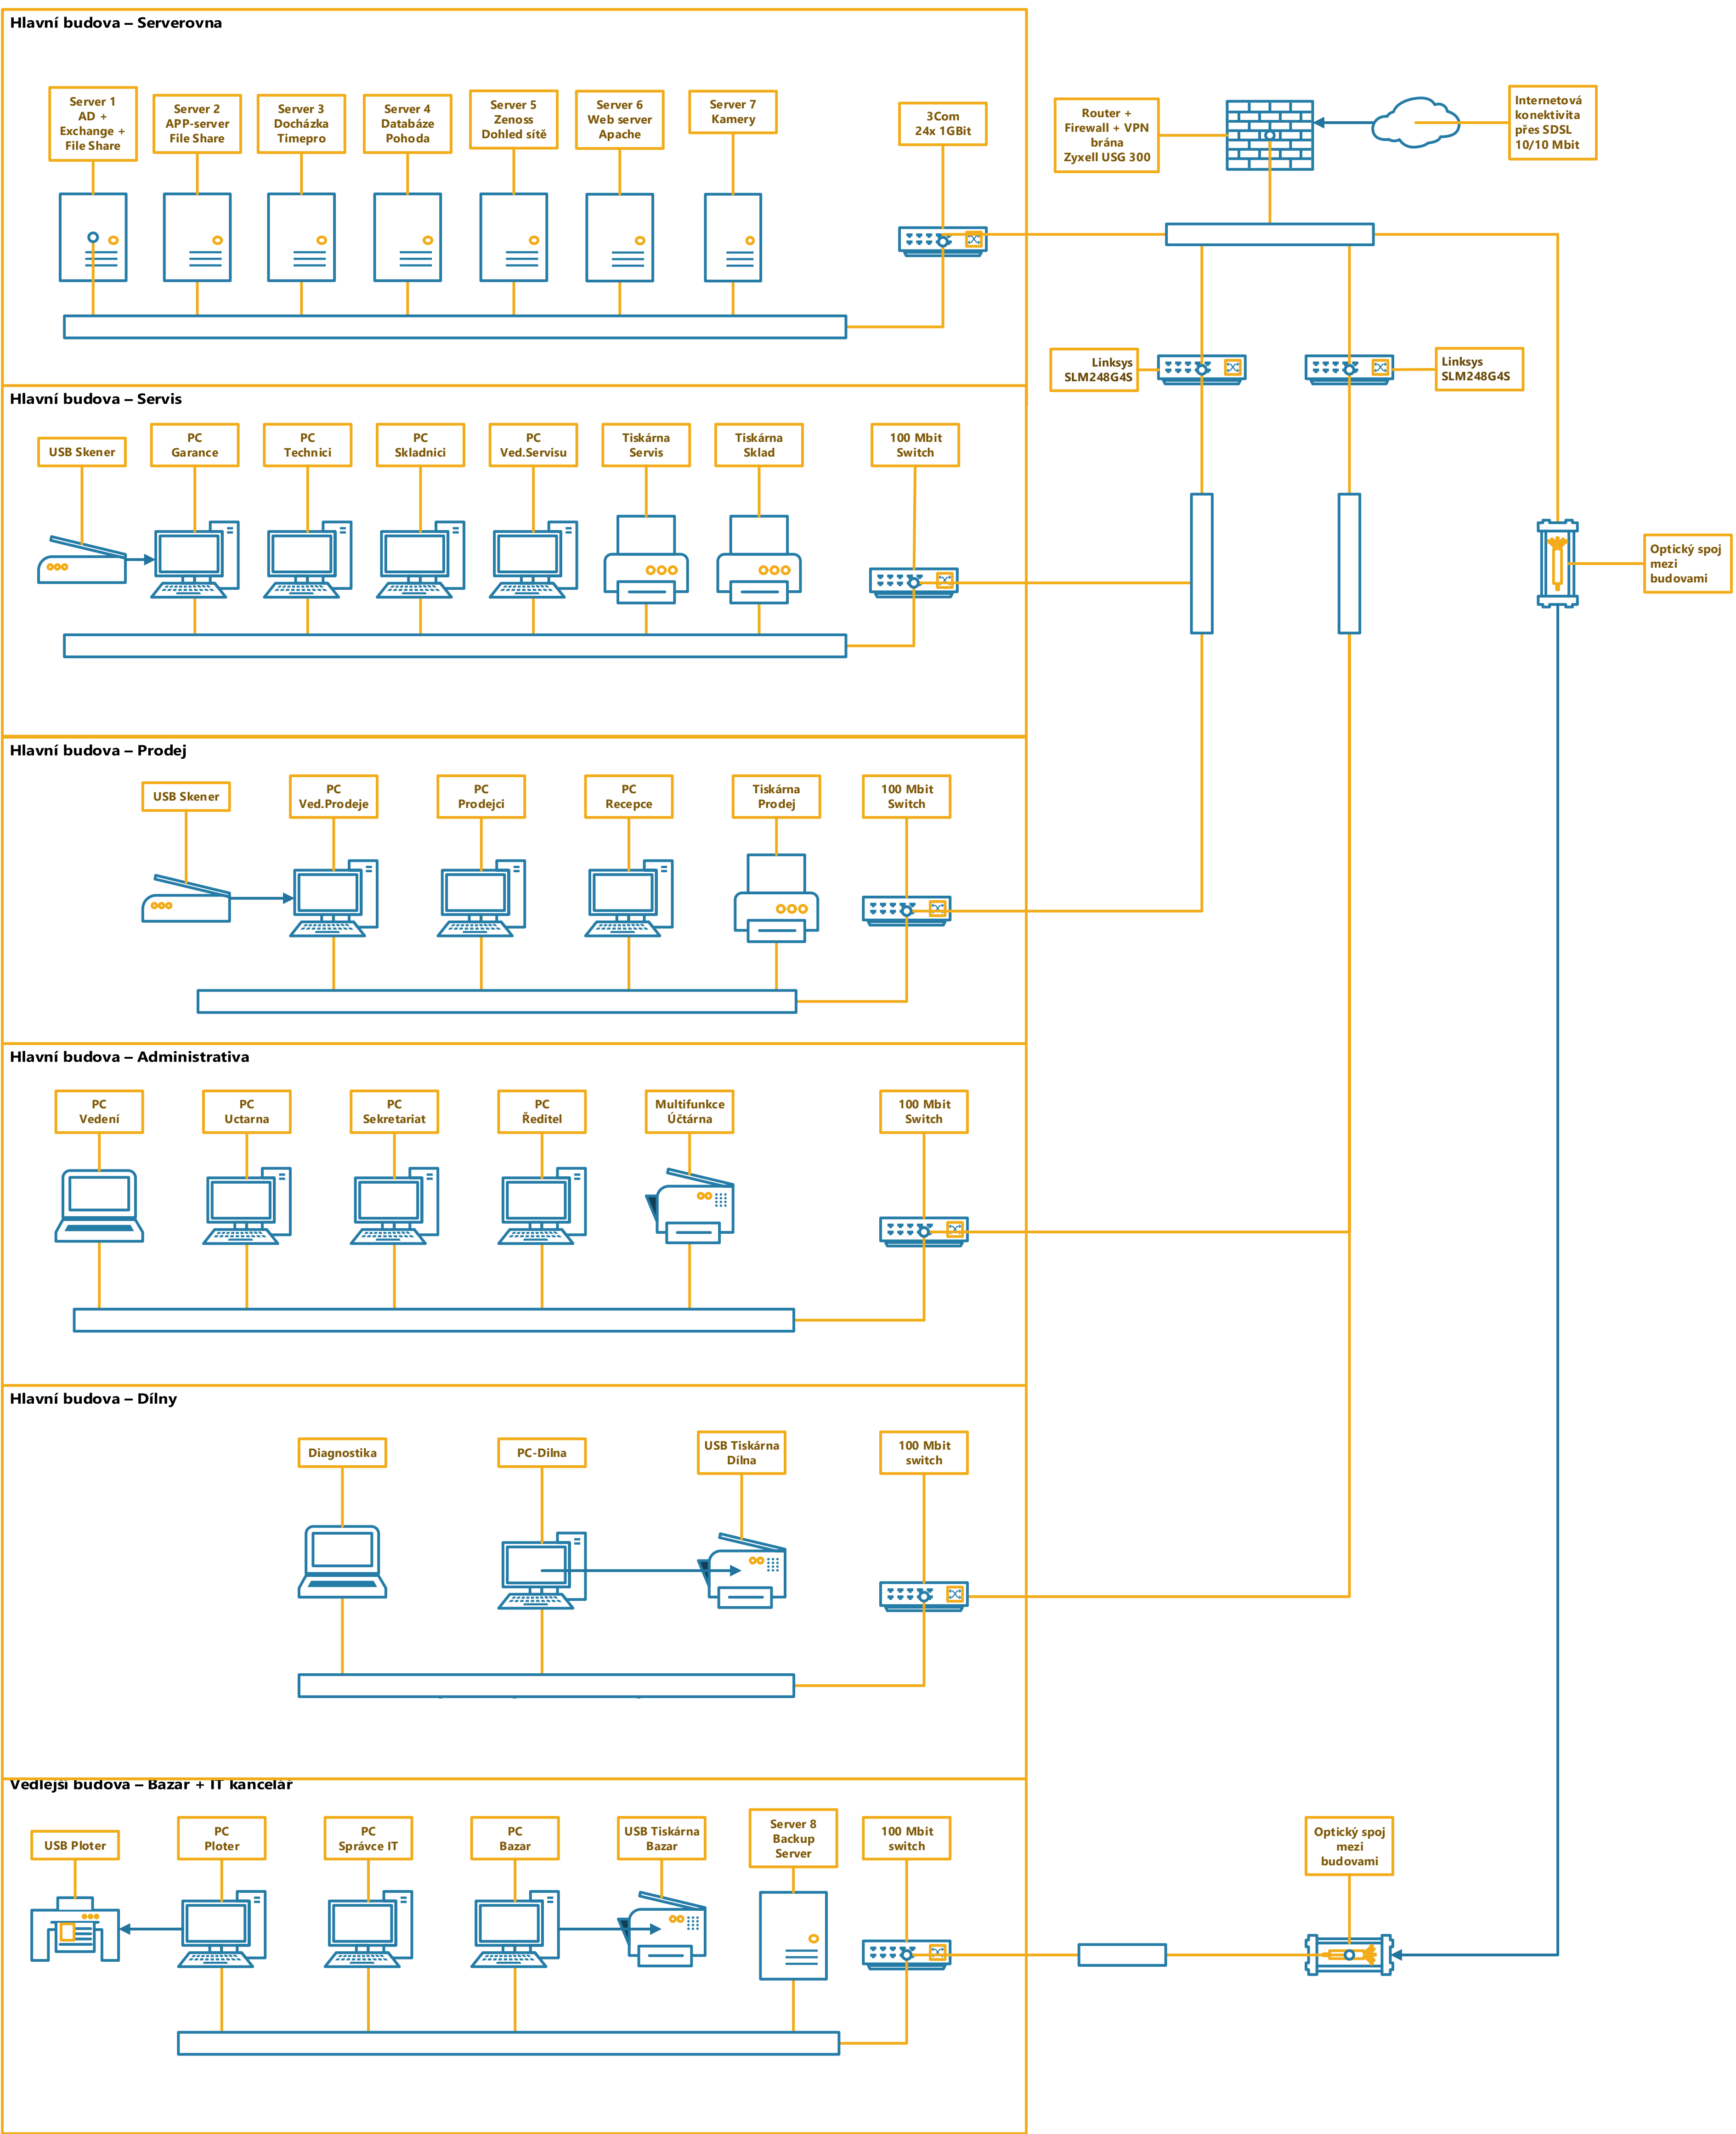 Hlavní budova – Serverovna
Server 1
AD +
Exchange +
File Share
Server 2
APP-server
File Share
Server 3
Docházka
Timepro
Server 4
Databáze
Pohoda
Server 5
Zenoss
Dohled sítě
Server 6
Web server
Apache
Server 7
Kamery
3Com
24x 1GBit
Router +
Firewall + VPN
brána
Zyxell USG 300
Internetová
konektivita
přes SDSL
10/10 Mbit
Linksys
SLM248G4S
Linksys
SLM248G4S
Hlavní budova – Servis
USB Skener
PC
Garance
PC
Technici
PC
Skladnici
PC
Ved.Servisu
Tiskárna
Servis
Tiskárna
Sklad
100 Mbit
Switch
Optický spoj
mezi
budovami
Hlavní budova – Prodej
USB Skener
PC
Ved.Prodeje
PC
Prodejci
PC
Recepce
Tiskárna
Prodej
100 Mbit
Switch
Hlavní budova – Administrativa
PC
Vedení
PC
Uctarna
PC
Sekretariat
PC
Ředitel
Multifunkce
Účtárna
100 Mbit
Switch
Hlavní budova – Dílny
Diagnostika
PC-Dilna
USB Tiskárna
Dílna
100 Mbit
switch
Vedlejší budova – Bazar + IT kancelář
USB Ploter
PC
Ploter
PC
Správce IT
PC
Bazar
USB Tiskárna
Bazar
Server 8
Backup
Server
100 Mbit
switch
Optický spoj
mezi
budovami